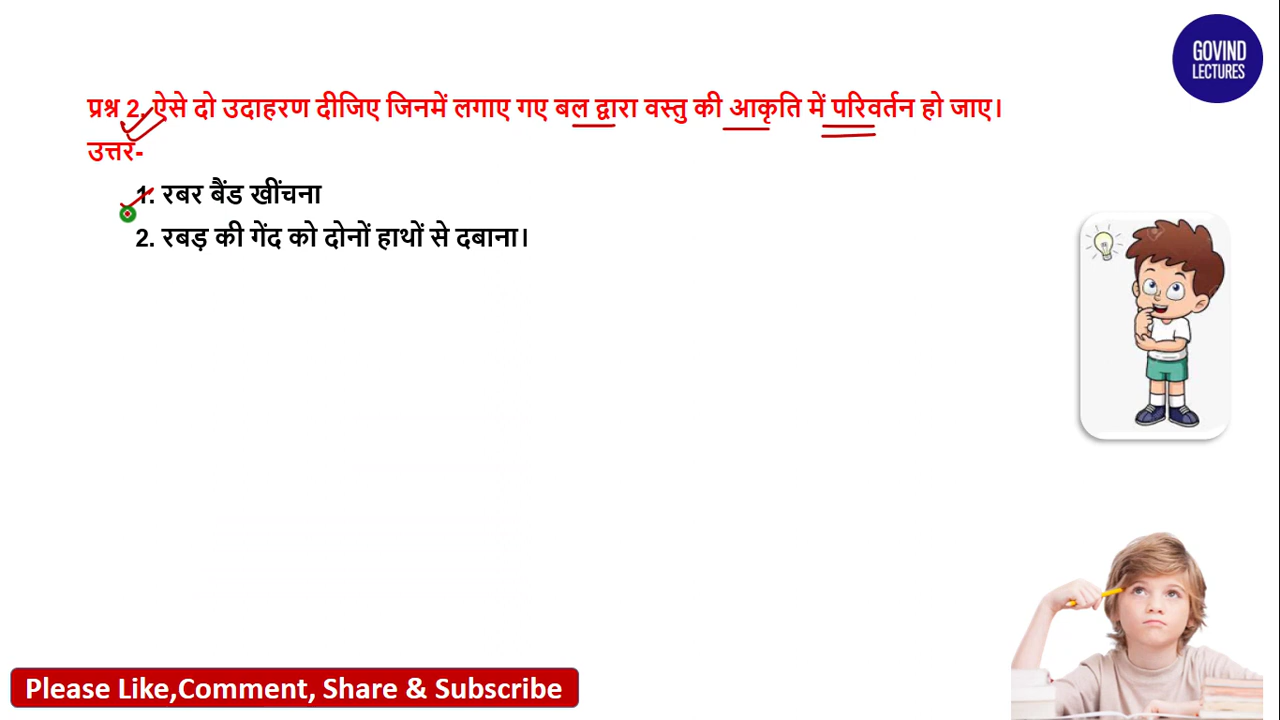 GOVIND
LECTURES
प्रश्न 2. ऐसे दो उदाहरण दीजिए जिनमें लगाए गए बल द्वारा वस्तु की आकृति में परिवर्तन हो जाए।
उत्तर-
1. रबर बैंड खींचना
2. रबड़ की गेंद को दोनों हाथों से दबाना।
Please Like,Comment, Share & Subscribe